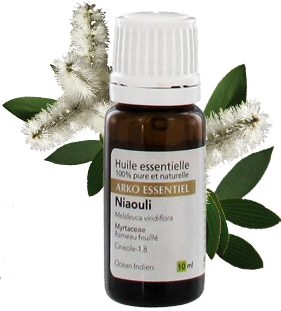 Huile essentielle
100% pure et naturelle
ARKO ESSENTIEL
Niaouli
Melaleuca viridiflora
Myrtaceae
Rameau feuillé
Cinéole-1,8
Océan Indien 10 ml